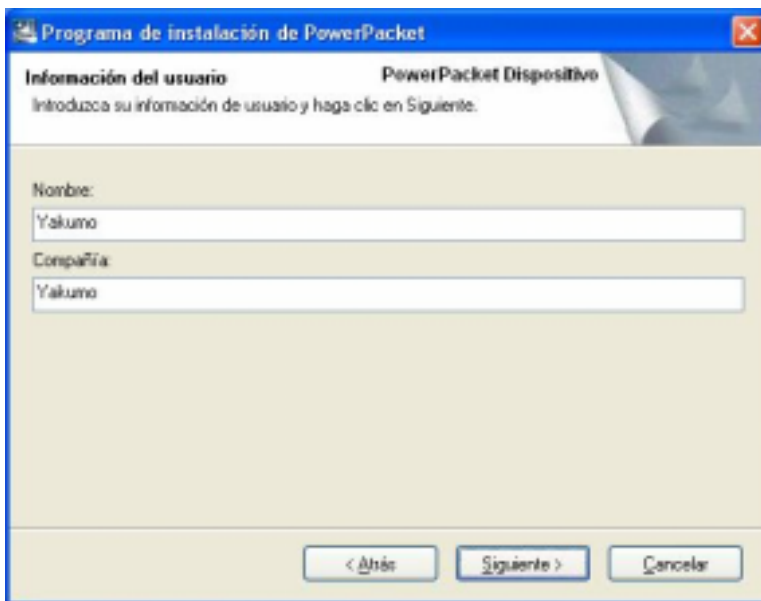 Programa de instalación de PowerPacket
Información del usuario
PowerPacket Dispositivo
Introduzca su información de usuario y haga clic en Siguiente.
Nombre:
Yakumo
Compañía:
Yakumo
< Atrás
Siguiente >
Cancelar